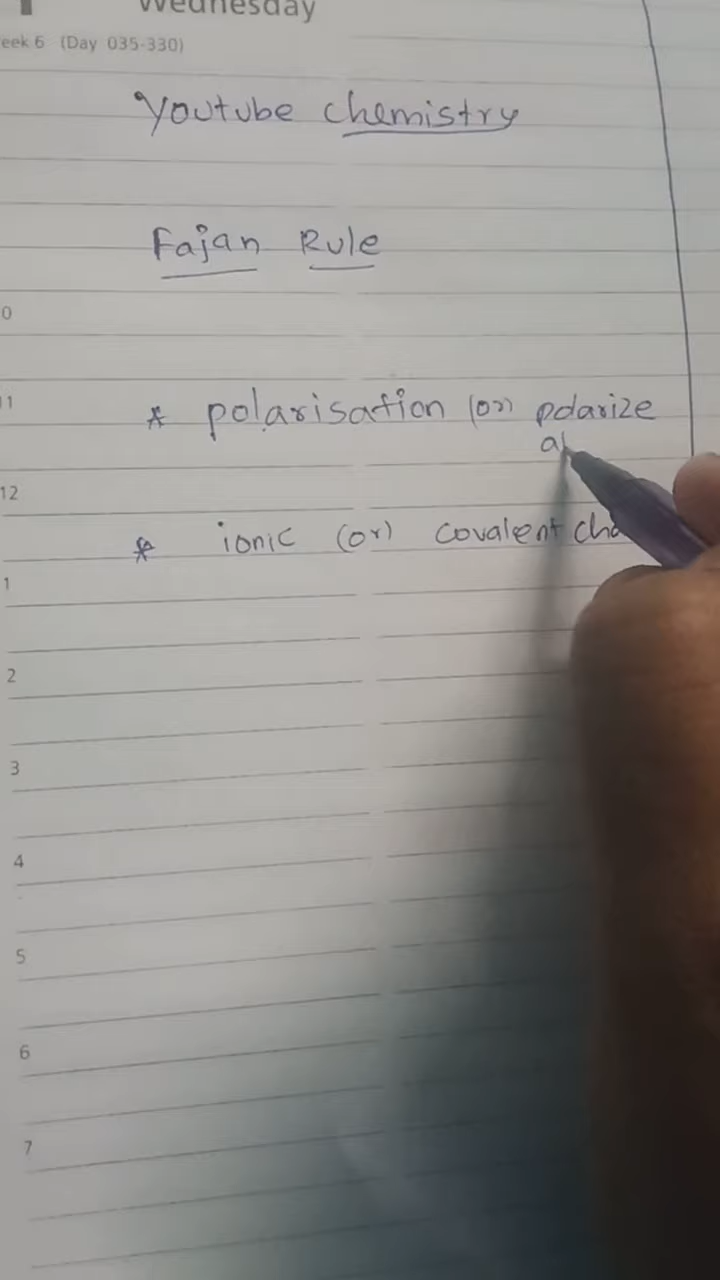 Wednesday
eek 6 (Day 035-330)
Youtube chemistry
Fajan Rule
0
11
* polarisation (or) polarize
12
* ionic (or) covalent cha
1
2
3
4
5
6
7